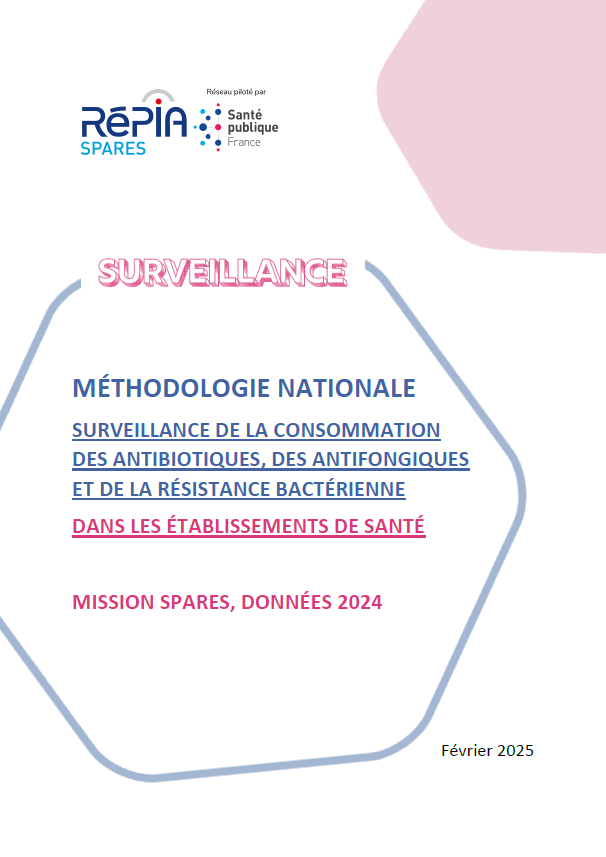 Réseau piloté par
RéPIA
SPARES
Santé
publique
France
SURVEILLANCE
MÉTHODOLOGIE NATIONALE
SURVEILLANCE DE LA CONSOMMATION
DES ANTIBIOTIQUES, DES ANTIFONGIQUES
ET DE LA RÉSISTANCE BACTÉRIENNE
DANS LES ÉTABLISSEMENTS DE SANTÉ
MISSION SPARES, DONNÉES 2024
Février 2025